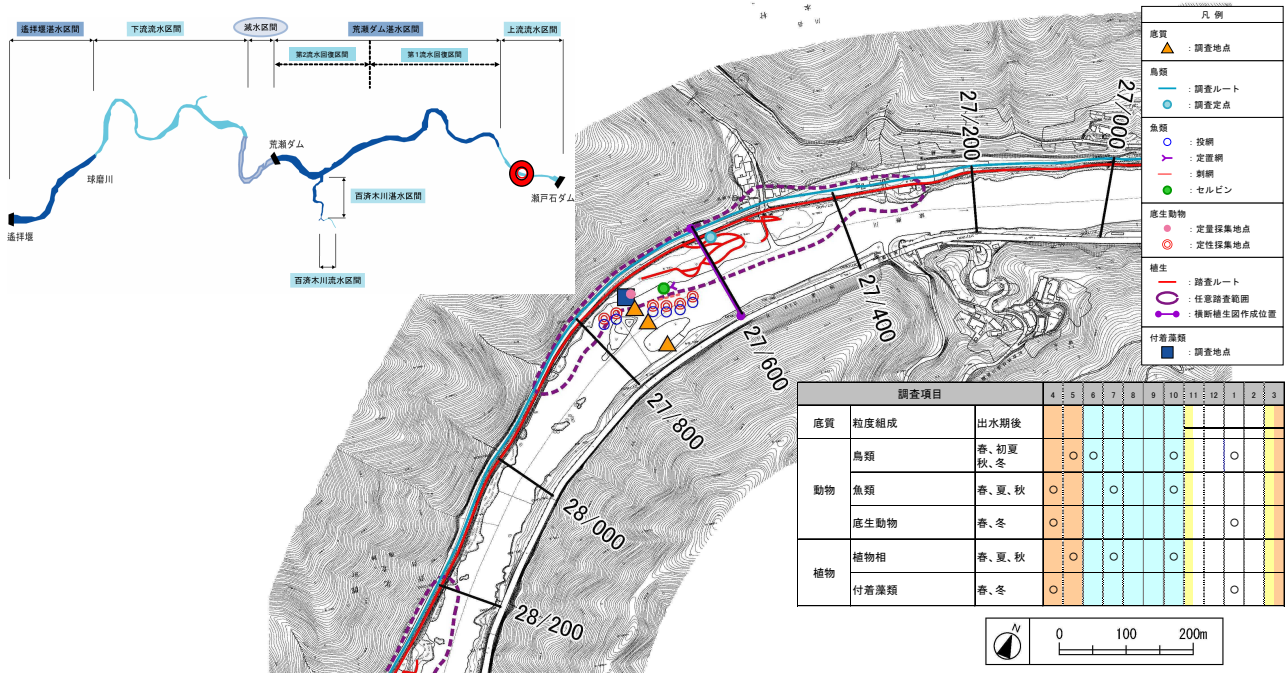 遙拝堰湛水区間
下流流水区間
減水区間
荒瀬ダム湛水区間
上流流水区間
第2流水回復区間
第1流水回復区間
荒瀬ダム
球磨川
瀬戸石ダム
百済木川湛水区間
遙拝堰
百済木川流水区間
27/000
27/200
27/400
27/600
27/800
28/000
28/200
凡 例
底質
：調査地点
鳥類
：調査ルート
：調査定点
魚類
：投網
：定置網
：刺網
：セルビン
底生動物
：定量採集地点
：定性採集地点
植生
：踏査ルート
：任意踏査範囲
：横断植生図作成位置
付着藻類
：調査地点
調査項目 4 5 6 7 8 9 10 11 12 1 2 3
底質 粒度組成 出水期後
動物 鳥類 春、初夏
秋、冬 ○ ○ ○ ○
魚類 春、夏、秋 ○ ○ ○
底生動物 春、冬 ○ ○
植物 植物相 春、夏、秋 ○ ○ ○
付着藻類 春、冬 ○ ○
N
0 100 200m